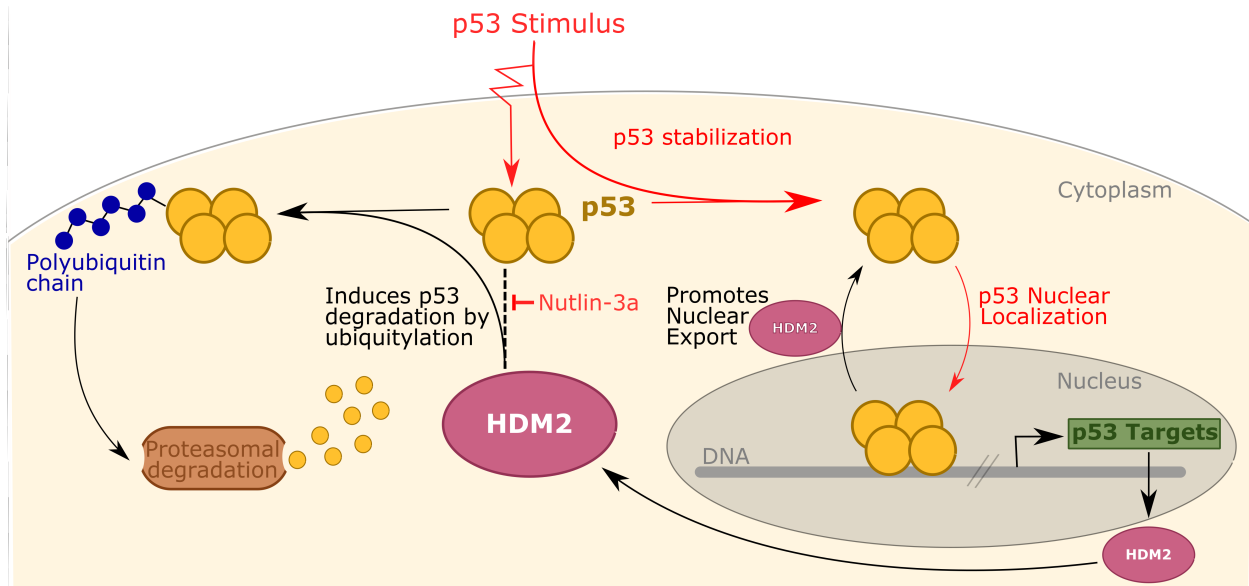 p53 Stimulus
p53 stabilization
Cytoplasm
p53
Polyubiquitin
chain
Induces p53
degradation by
ubiquitylation
Nutlin-3a
Promotes
Nuclear
Export
HDM2
p53 Nuclear
Localization
Nucleus
HDM2
p53 Targets
DNA
Proteasomal
degradation
HDM2